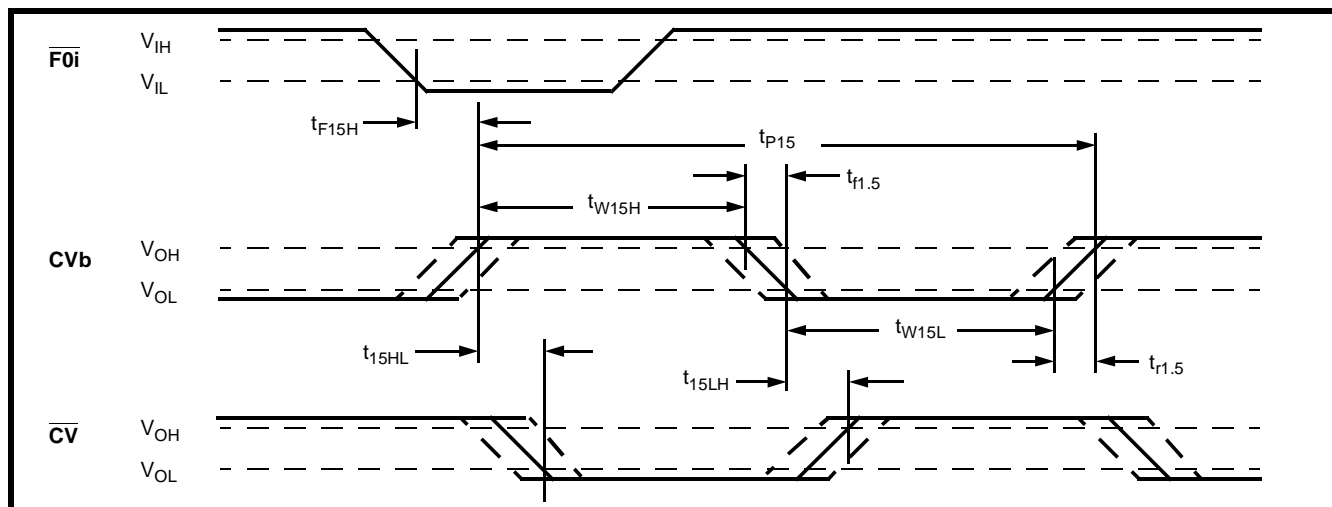 F0i
VIH
VIL
tF15H
tP15
tf1.5
tW15H
CVb
VOH
VOL
tW15L
t15HL
t15LH
tr1.5
CV
VOH
VOL